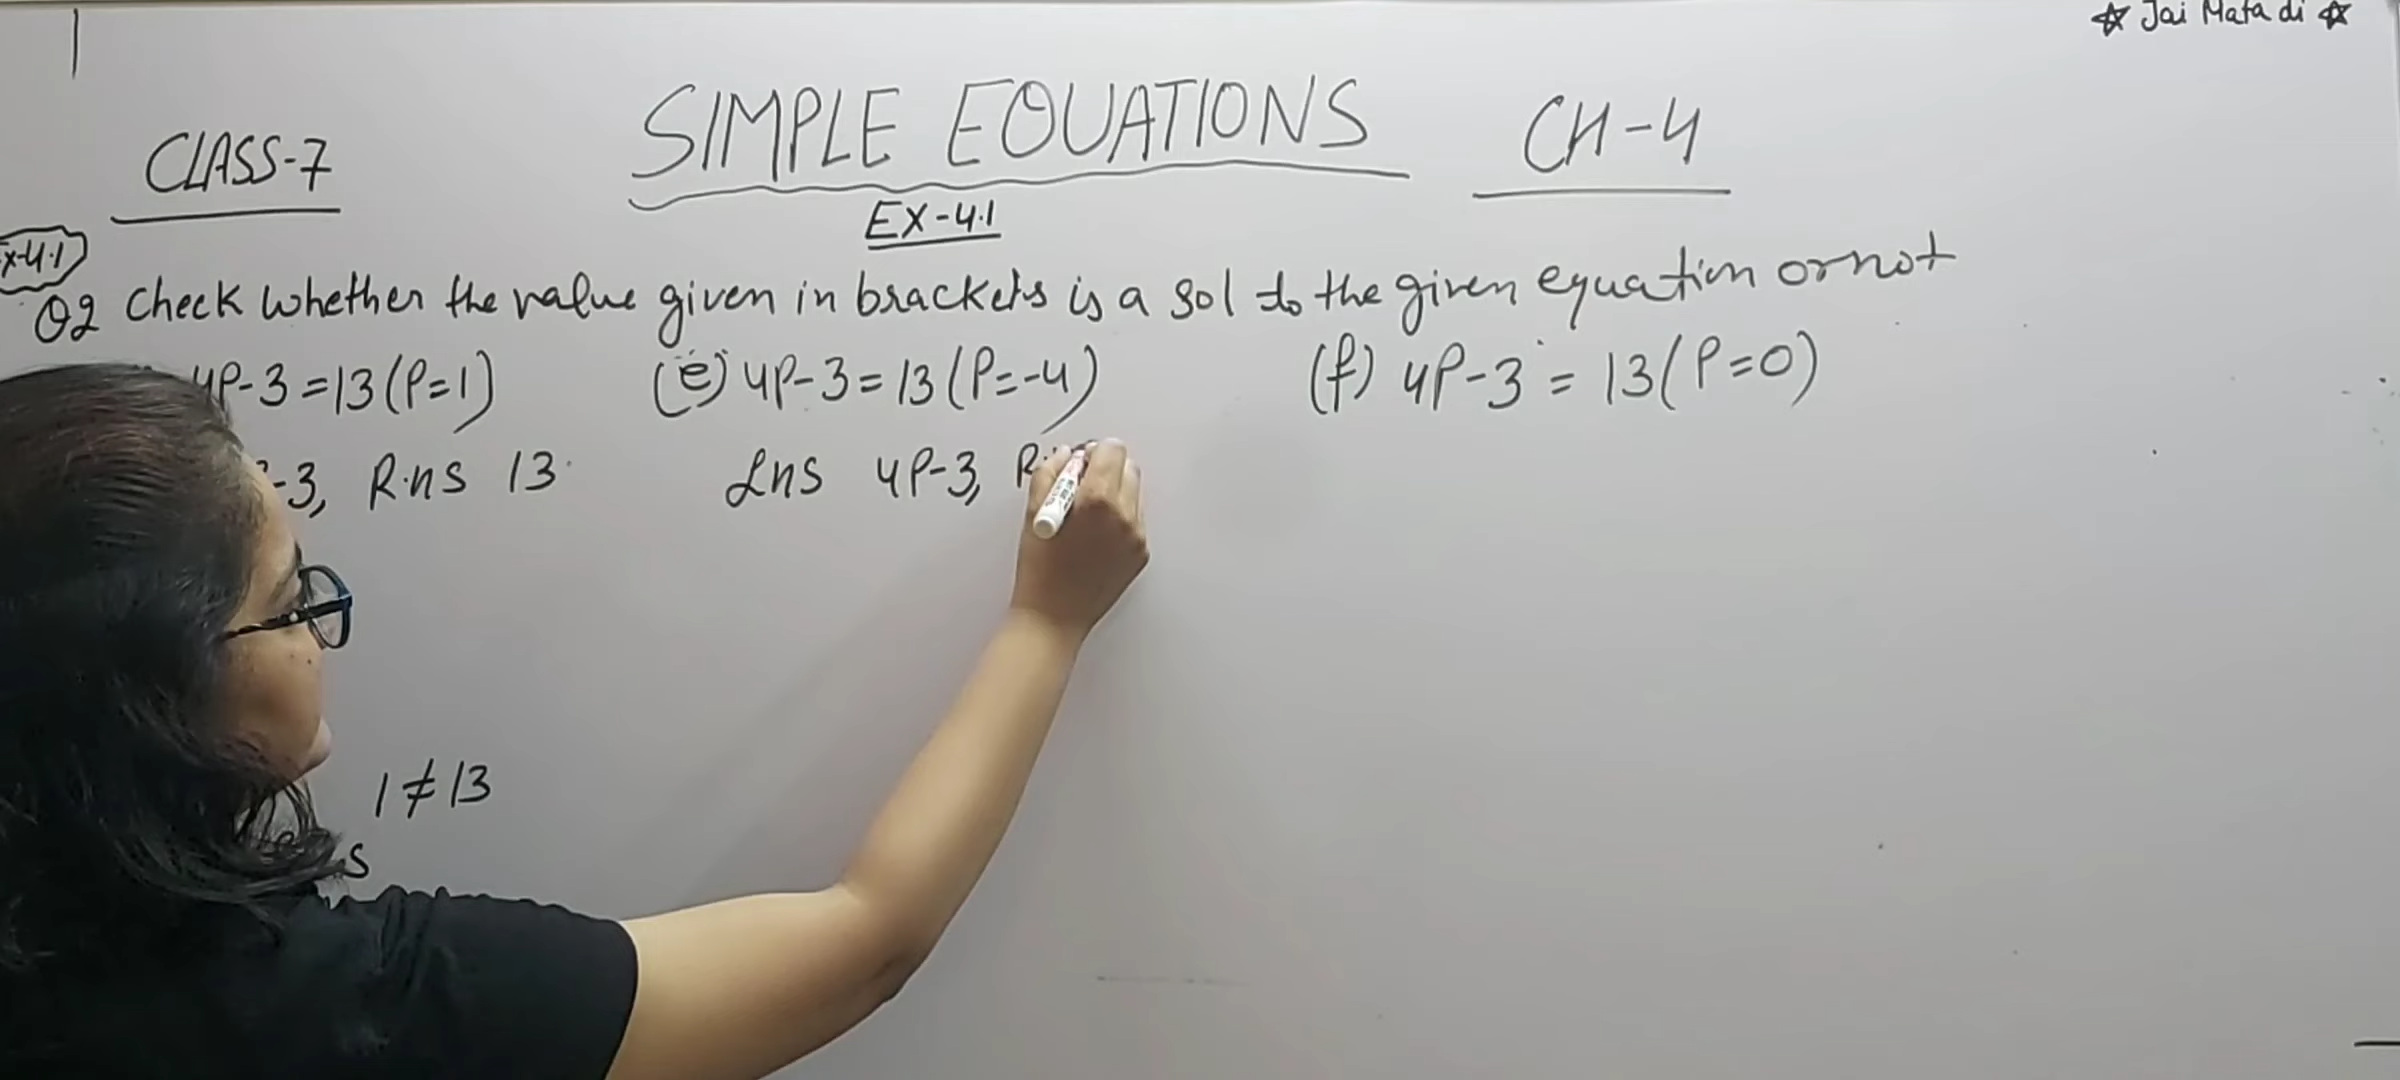 ☆ Jai Mata di ☆
CLASS-7 SIMPLE EQUATIONS CH-4
EX-4.1
x-4.1
Q2 Check whether the value given in brackets is a sol to the given equation or not
4P-3=13(P=1) (e) 4P-3=13(P=-4) (f) 4P-3=13(P=0)
-3, R.HS 13 LHS 4P-3, R
1≠13
S